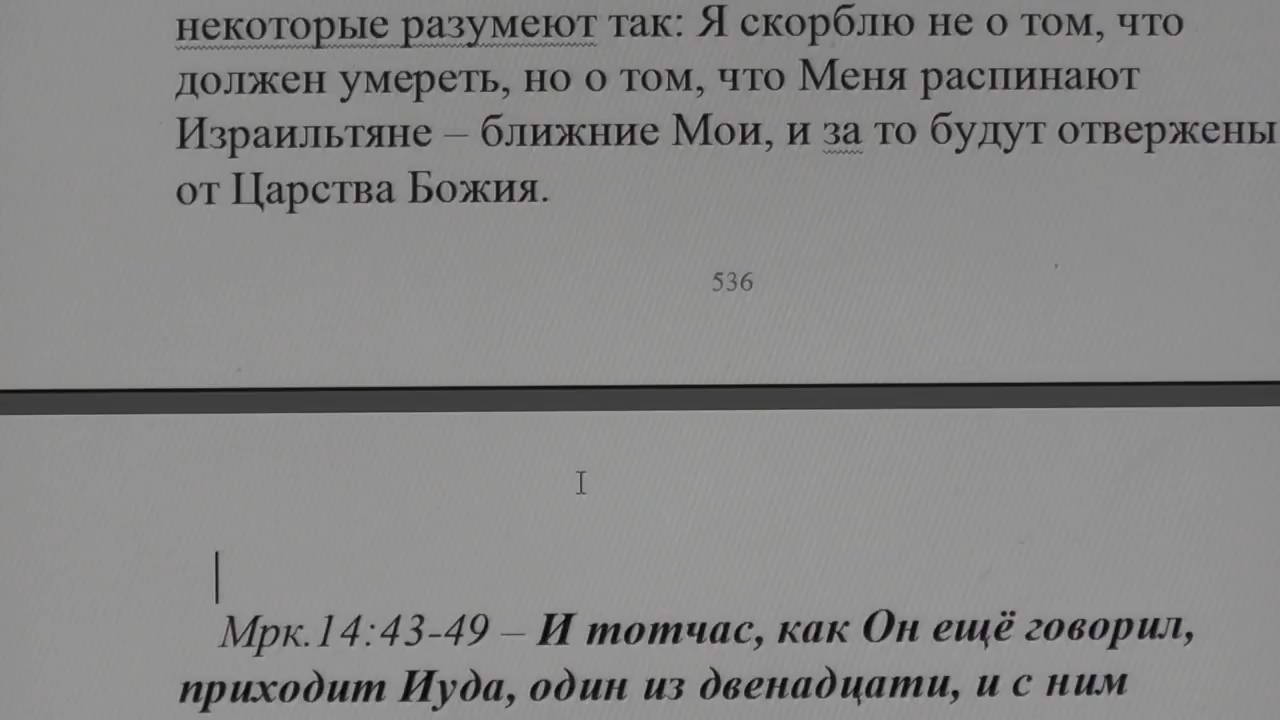 некоторые разумеют так: Я скорблю не о том, что
должен умереть, но о том, что Меня распинают
Израильтяне – ближние Мои, и за то будут отвержены
от Царства Божия.
536
Мрк.14:43-49 – И тотчас, как Он ещё говорил,
приходит Иуда, один из двенадцати, и с ним